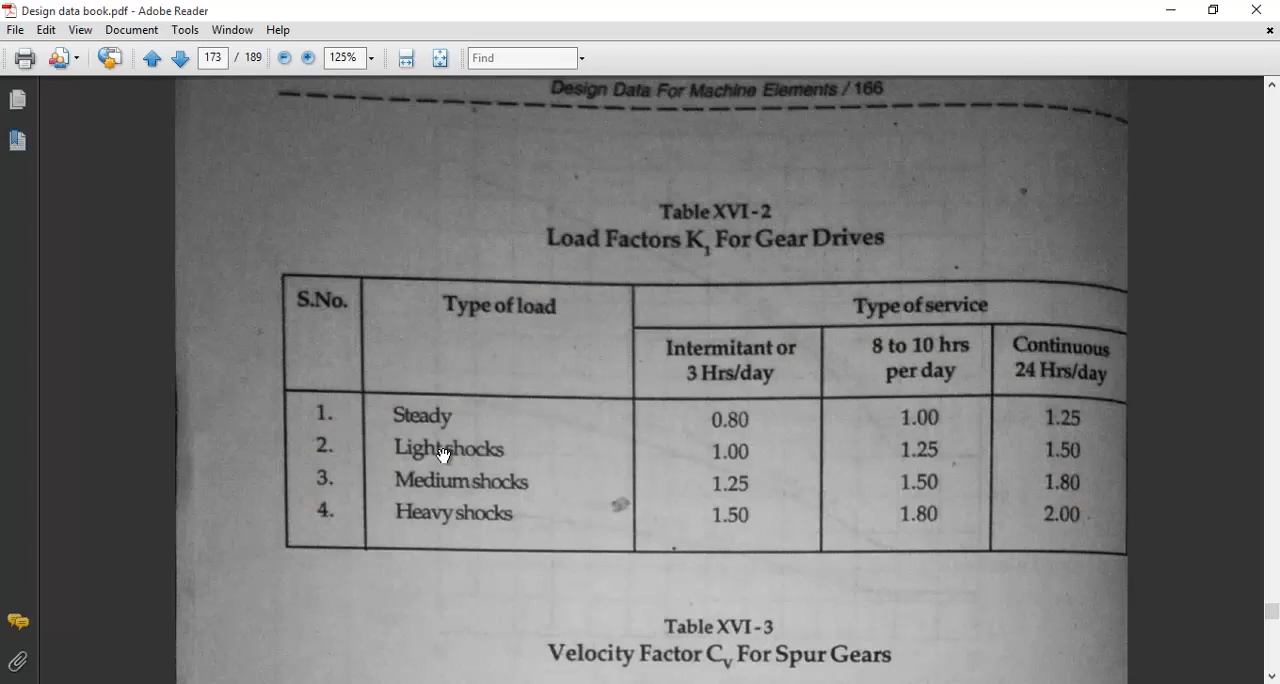 Design data book.pdf - Adobe Reader
File Edit View Document Tools Window Help
173 / 189 125% Find
Design Data For Machine Elements / 166
Table XVI-2
Load Factors K1 For Gear Drives
S.No. Type of load Type of service
Intermitant or 3 Hrs/day 8 to 10 hrs per day Continuous 24 Hrs/day
1. Steady 0.80 1.00 1.25
2. Light shocks 1.00 1.25 1.50
3. Medium shocks 1.25 1.50 1.80
4. Heavy shocks 1.50 1.80 2.00
Table XVI-3
Velocity Factor Cv For Spur Gears